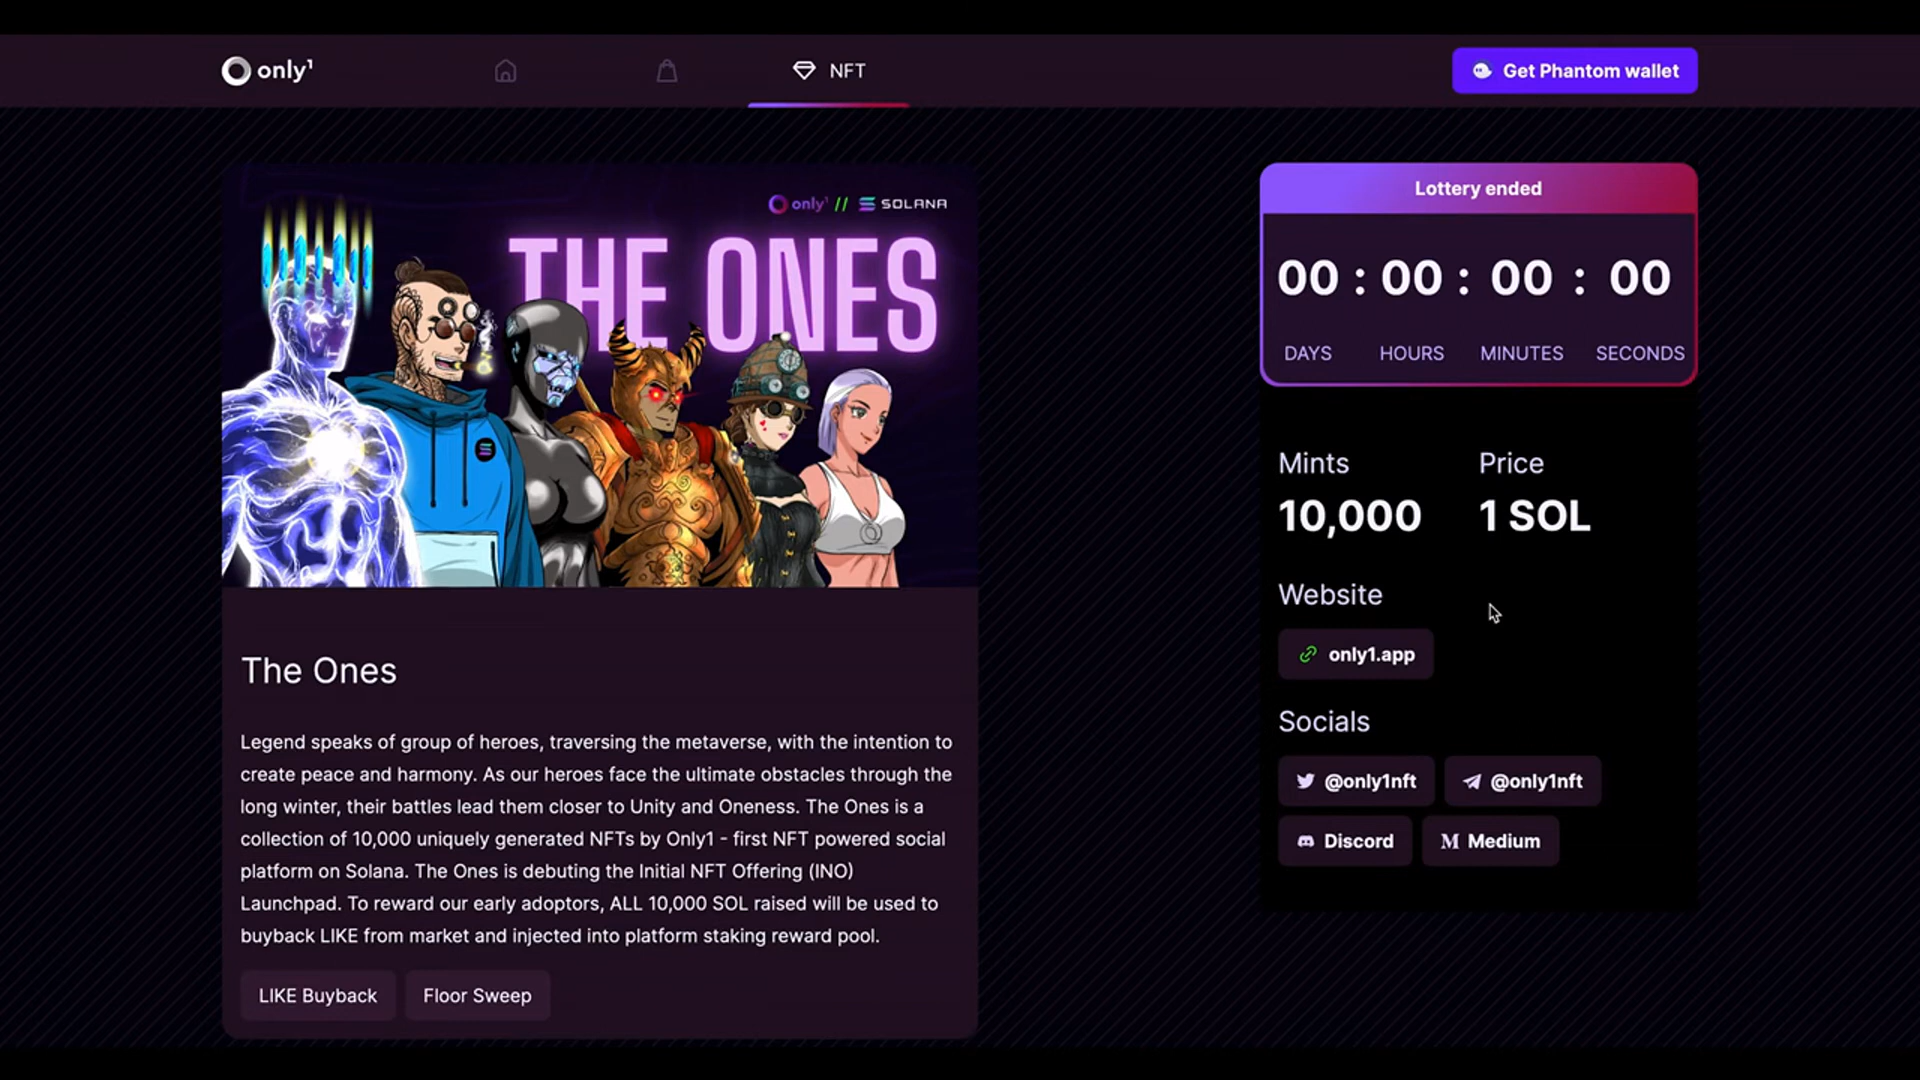 only¹
NFT
Get Phantom wallet
only¹ // SOLANA
THE ONES
Lottery ended
00 : 00 : 00 : 00
DAYS HOURS MINUTES SECONDS
Mints Price
10,000 1 SOL
Website
only1.app
Socials
@only1nft @only1nft
Discord Medium
The Ones
Legend speaks of group of heroes, traversing the metaverse, with the intention to
create peace and harmony. As our heroes face the ultimate obstacles through the
long winter, their battles lead them closer to Unity and Oneness. The Ones is a
collection of 10,000 uniquely generated NFTs by Only1 - first NFT powered social
platform on Solana. The Ones is debuting the Initial NFT Offering (INO)
Launchpad. To reward our early adoptors, ALL 10,000 SOL raised will be used to
buyback LIKE from market and injected into platform staking reward pool.
LIKE Buyback Floor Sweep